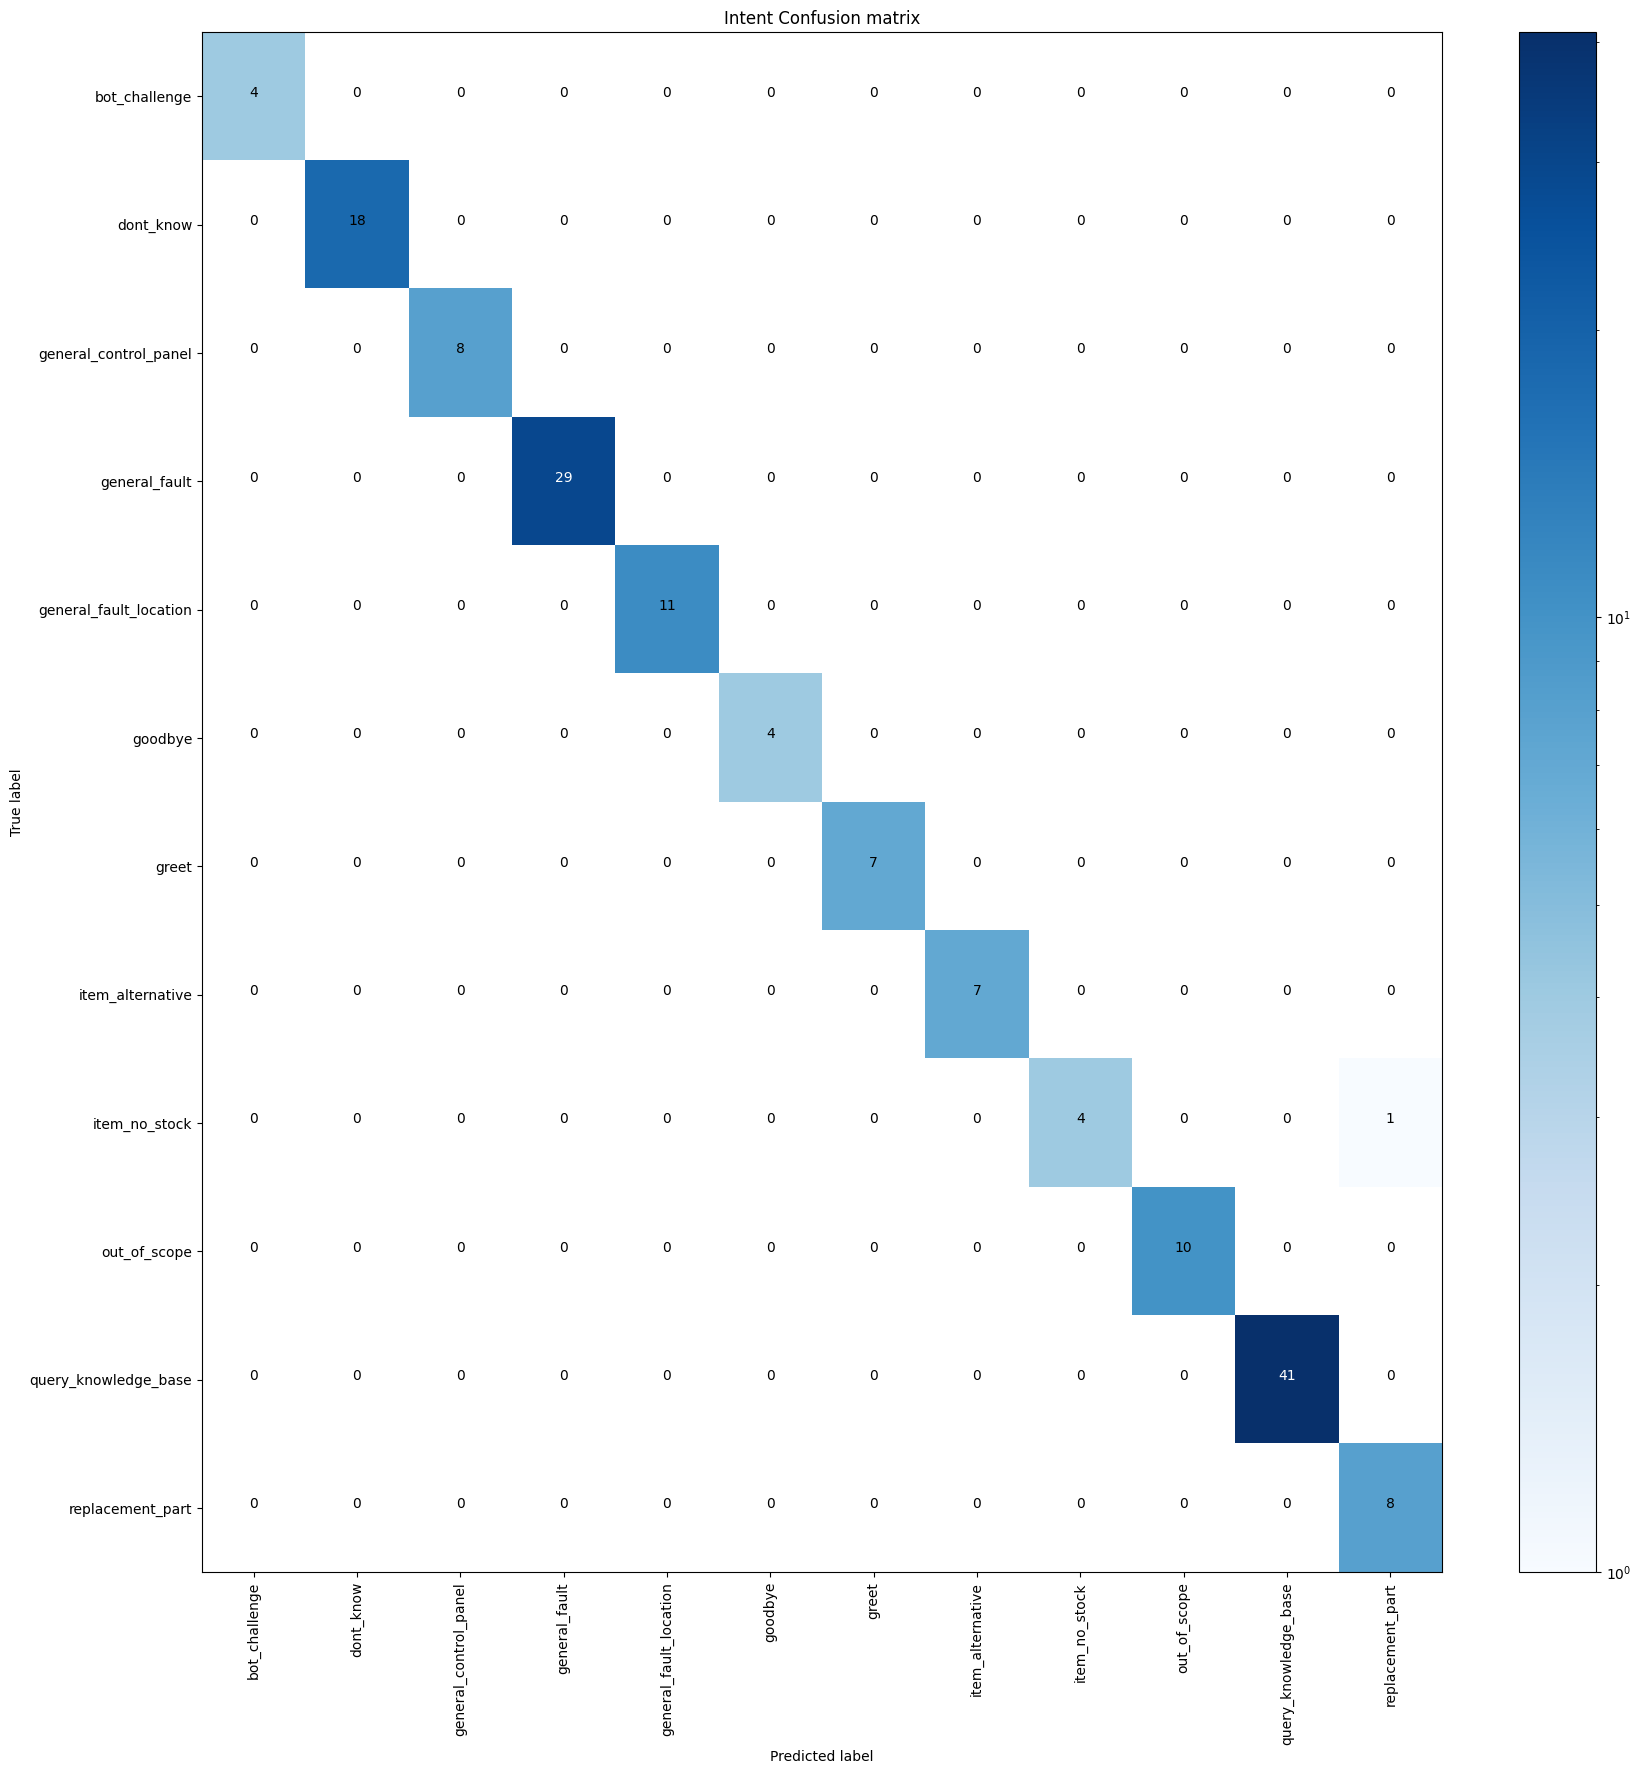 Intent Confusion matrix
bot_challenge 4 0 0 0 0 0 0 0 0 0 0 0
dont_know 0 18 0 0 0 0 0 0 0 0 0 0
general_control_panel 0 0 8 0 0 0 0 0 0 0 0 0
general_fault 0 0 0 29 0 0 0 0 0 0 0 0
general_fault_location 0 0 0 0 11 0 0 0 0 0 0 0
goodbye 0 0 0 0 0 4 0 0 0 0 0 0
greet 0 0 0 0 0 0 7 0 0 0 0 0
item_alternative 0 0 0 0 0 0 0 7 0 0 0 0
item_no_stock 0 0 0 0 0 0 0 0 4 0 0 1
out_of_scope 0 0 0 0 0 0 0 0 0 10 0 0
query_knowledge_base 0 0 0 0 0 0 0 0 0 0 41 0
replacement_part 0 0 0 0 0 0 0 0 0 0 0 8
True label
bot_challenge
dont_know
general_control_panel
general_fault
general_fault_location
goodbye
greet
item_alternative
item_no_stock
out_of_scope
query_knowledge_base
replacement_part
Predicted label
10¹
10⁰